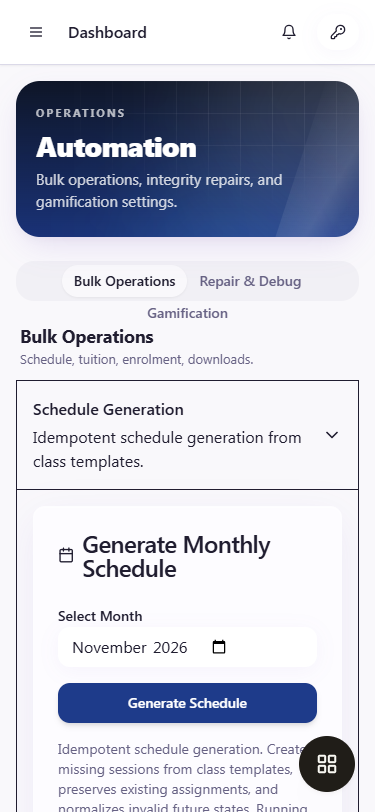 Dashboard
OPERATIONS
Automation
Bulk operations, integrity repairs, and
gamification settings.
Bulk Operations
Repair & Debug
Gamification
Bulk Operations
Schedule, tuition, enrolment, downloads.
Schedule Generation
Idempotent schedule generation from
class templates.
Generate Monthly
Schedule
Select Month
November 2026
Generate Schedule
Idempotent schedule generation. Create
missing sessions from class templates,
preserves existing assignments, and
normalizes invalid future states. Running